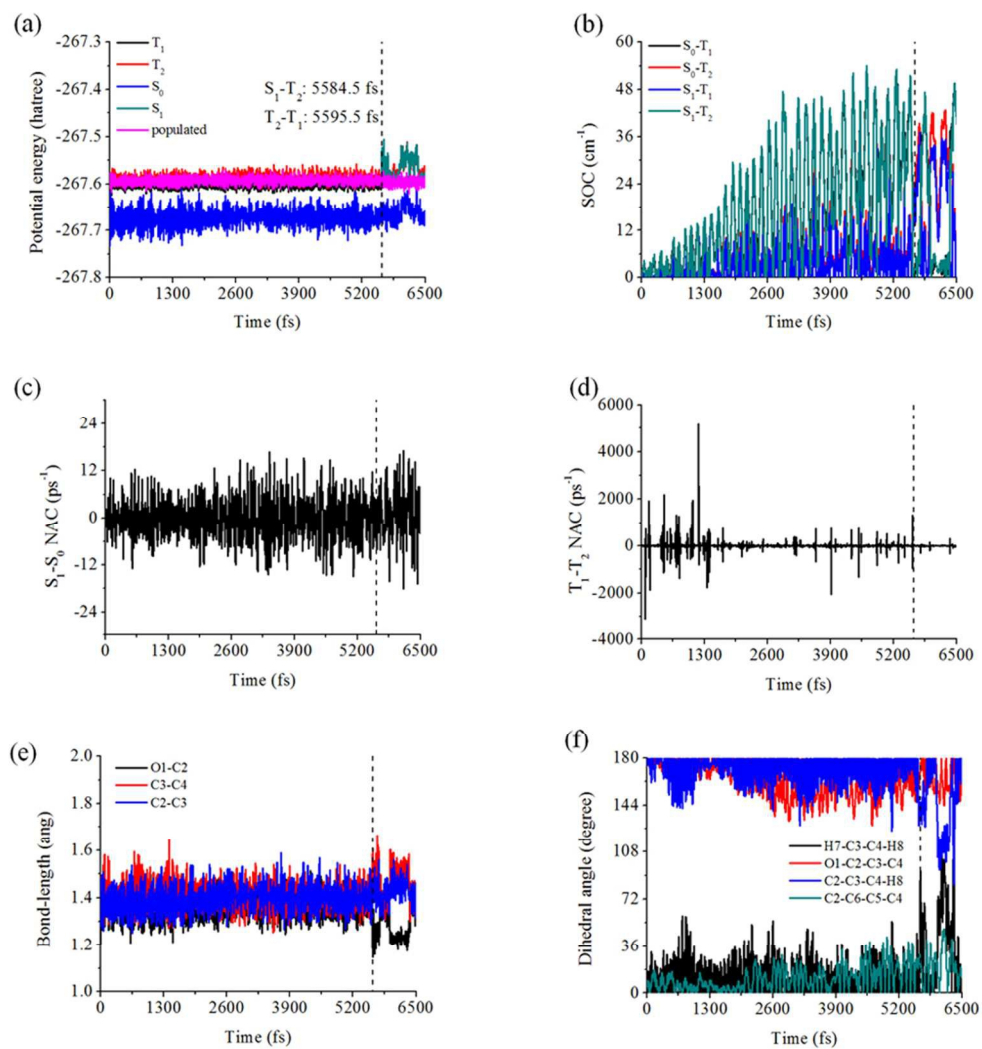 (a)
-267.3
-267.4
-267.5
-267.6
-267.7
-267.8
Potential energy (hatree)
T₁
T₂
S₀
S₁
populated
S₁-T₂: 5584.5 fs
T₂-T₁: 5595.5 fs
0 1300 2600 3900 5200 6500
Time (fs)
(b)
60
48
36
24
12
0
SOC (cm⁻¹)
S₀-T₁
S₀-T₂
S₁-T₁
S₁-T₂
0 1300 2600 3900 5200 6500
Time (fs)
(c)
24
12
0
-12
-24
S₁-S₀ NAC (ps⁻¹)
0 1300 2600 3900 5200 6500
Time (fs)
(d)
6000
4000
2000
0
-2000
-4000
T₁-T₂ NAC (ps⁻¹)
0 1300 2600 3900 5200 6500
Time (fs)
(e)
2.0
1.8
1.6
1.4
1.2
1.0
Bond-length (ang)
O1-C2
C3-C4
C2-C3
0 1300 2600 3900 5200 6500
Time (fs)
(f)
180
144
108
72
36
0
Dihedral angle (degree)
H7-C3-C4-H8
O1-C2-C3-C4
C2-C3-C4-H8
C2-C6-C5-C4
0 1300 2600 3900 5200 6500
Time (fs)